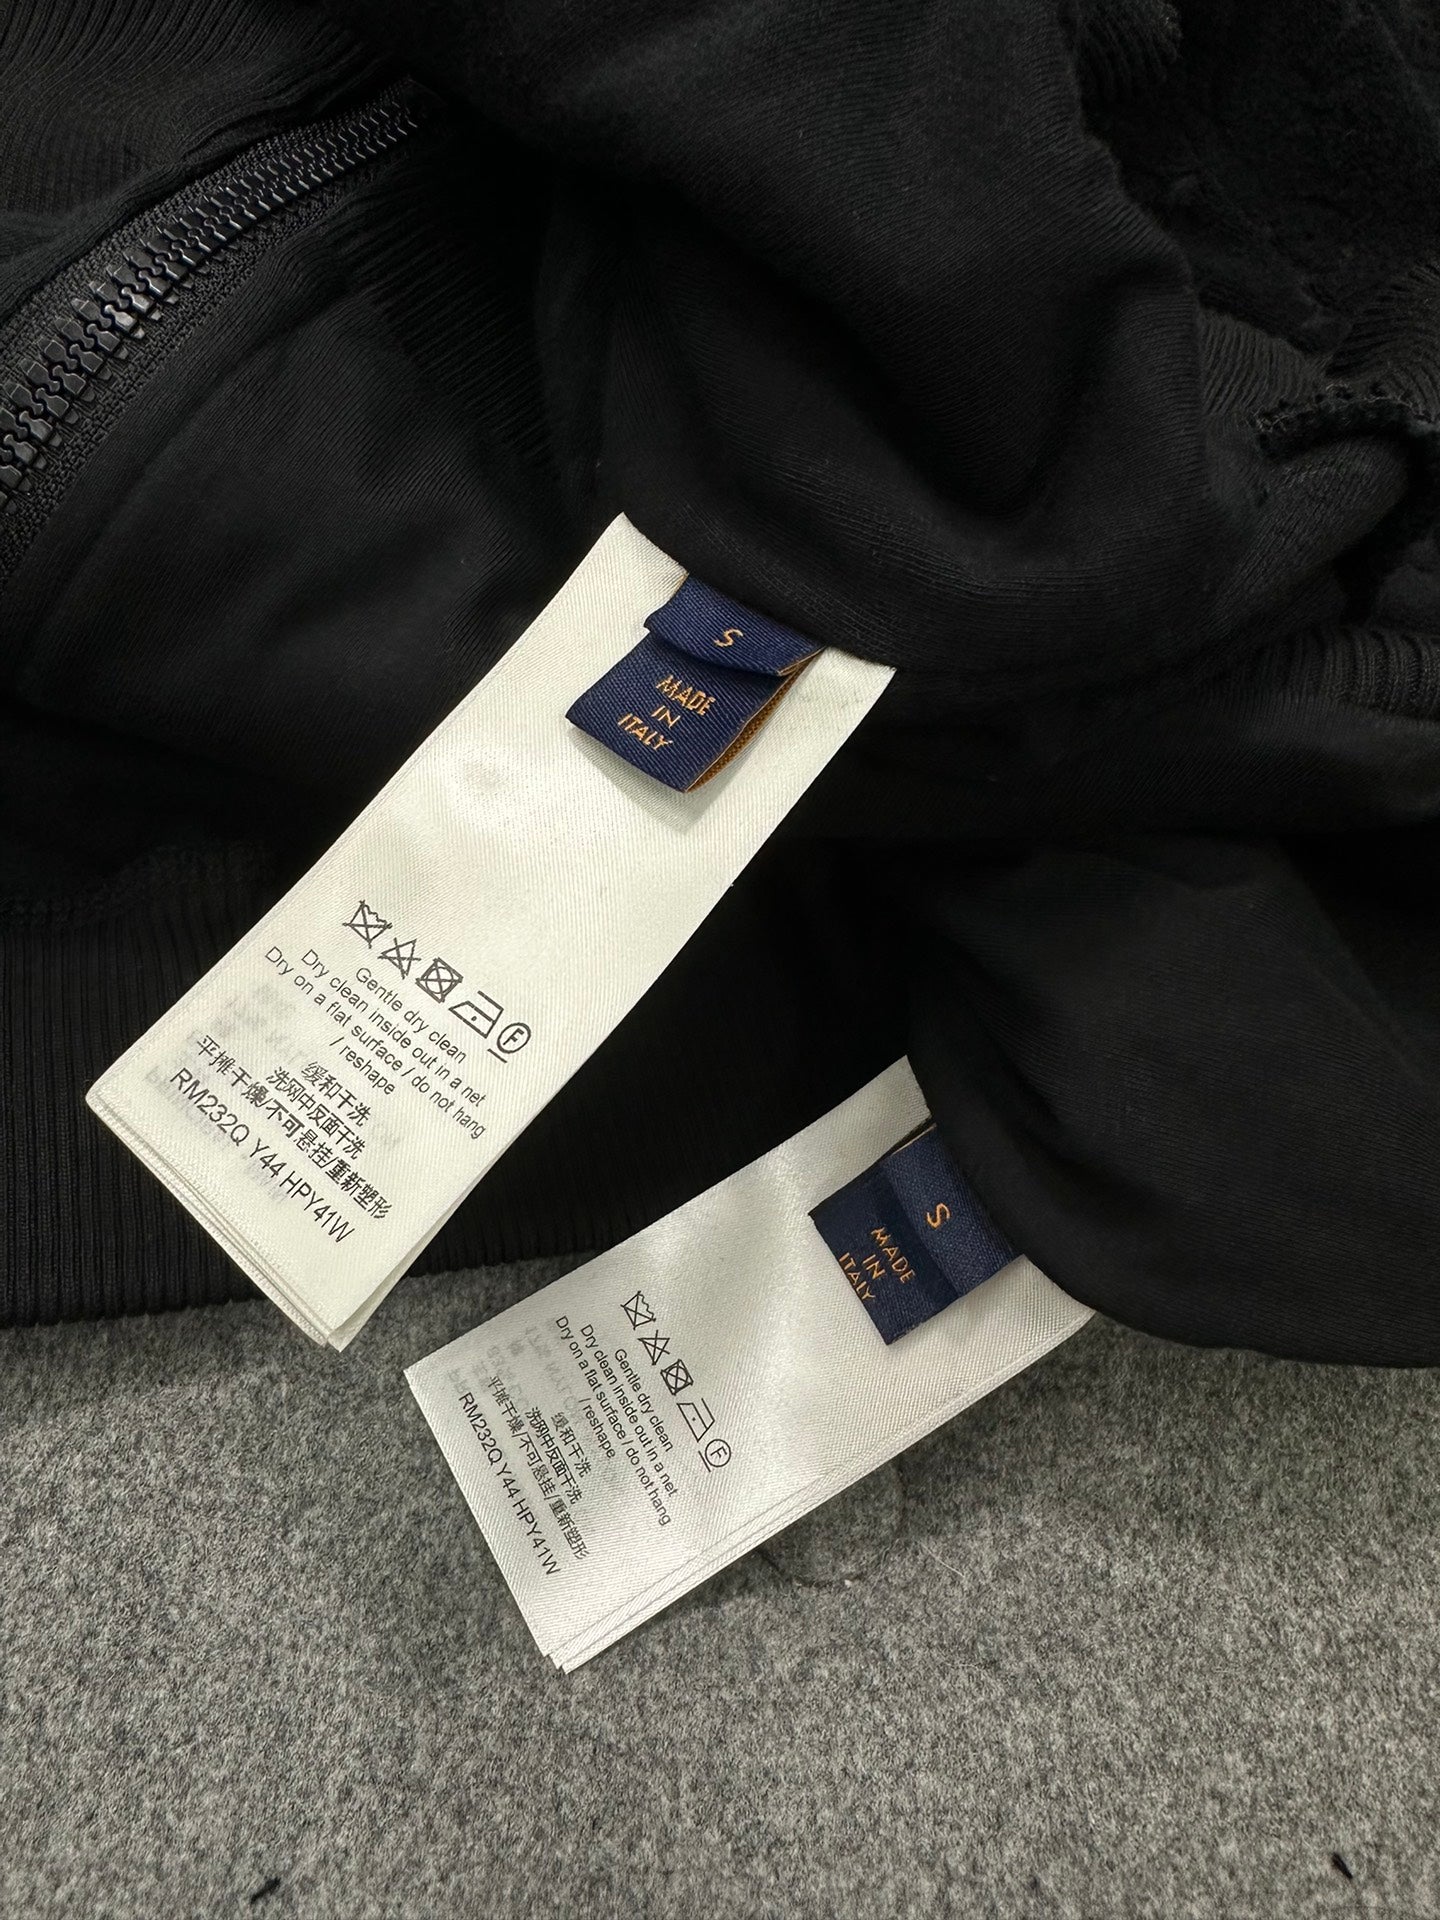 S
MADE
IN
ITALY
F
Gentle dry clean
Dry clean inside out in a net
Dry on a flat surface / do not hang
/ reshape
缓和干洗
洗网中反面干洗
平摊干燥/不可悬挂/重新塑形
RM232Q Y44 HPY41W
S
MADE
IN
ITALY
F
Gentle dry clean
Dry clean inside out in a net
Dry on a flat surface / do not hang
/ reshape
缓和干洗
洗网中反面干洗
平摊干燥/不可悬挂/重新塑形
RM232Q Y44 HPY41W